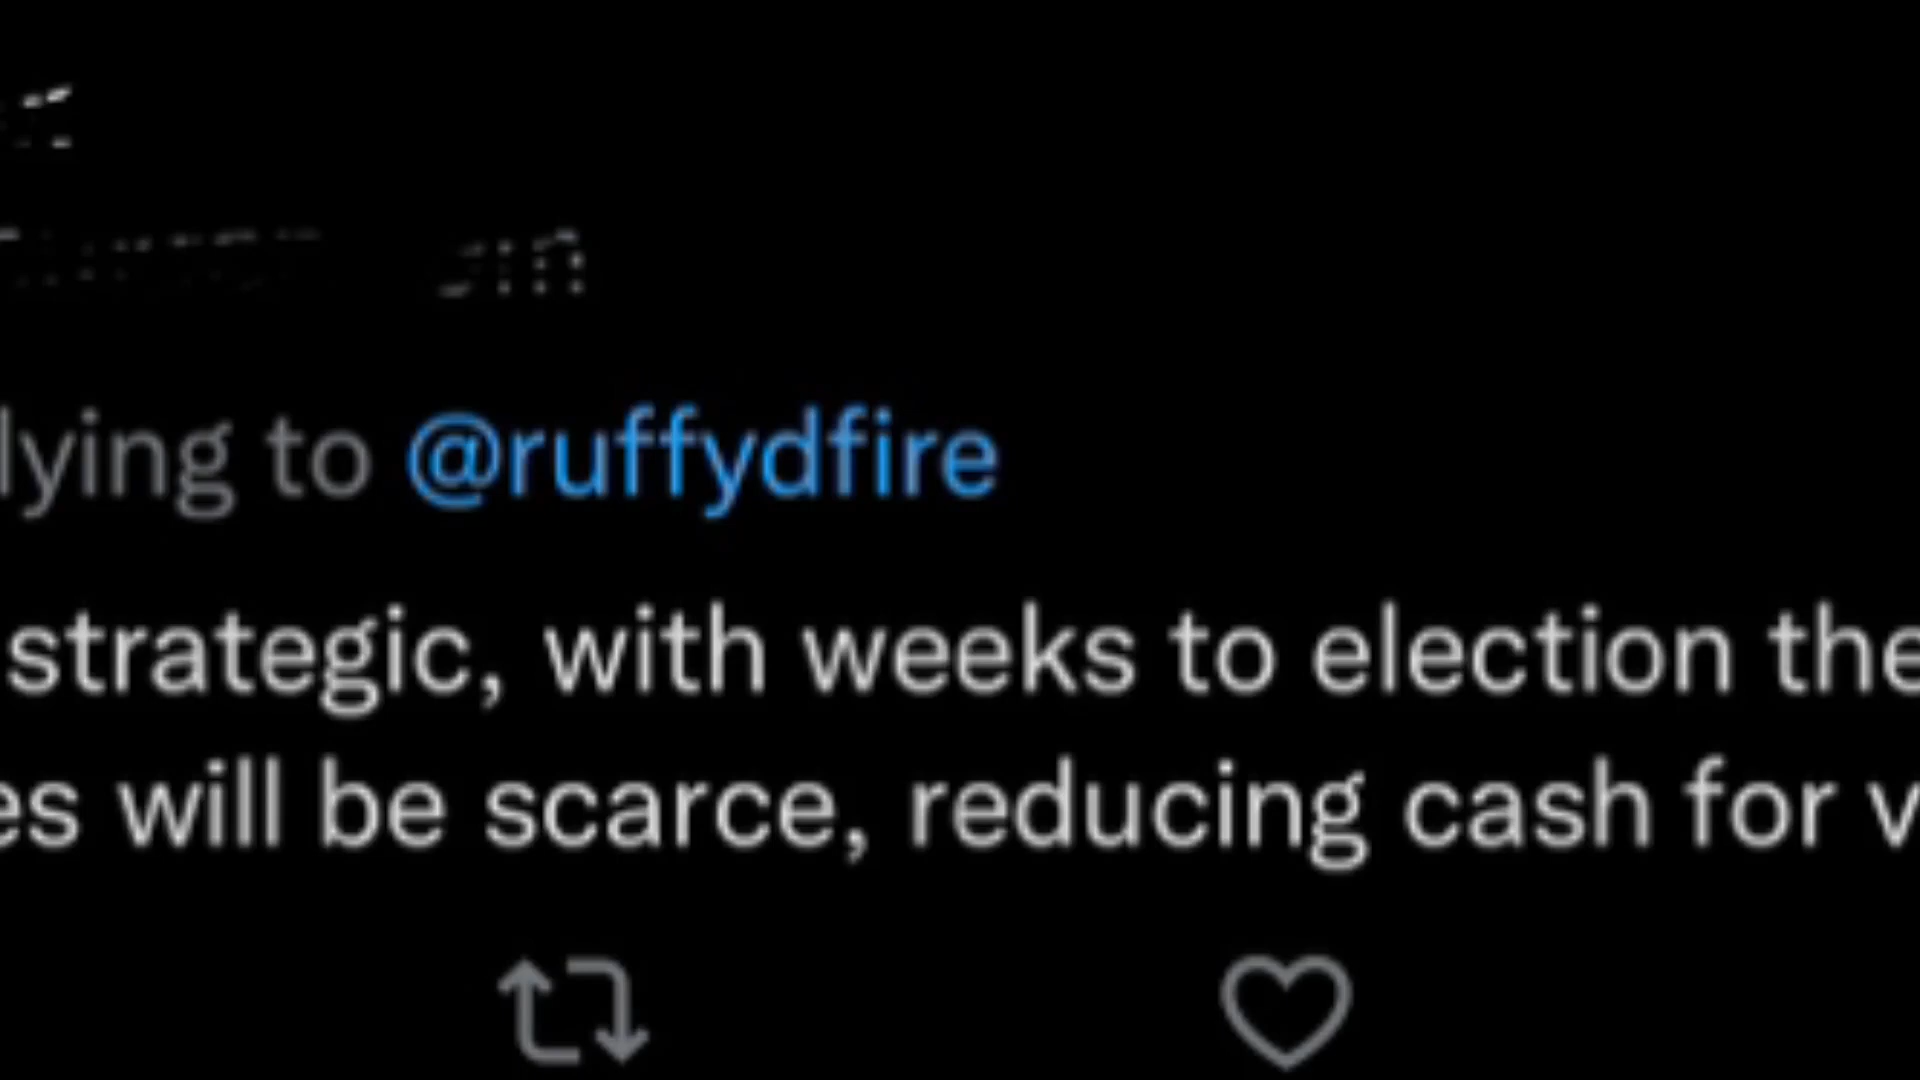 lying to @ruffydfire
strategic, with weeks to election the
es will be scarce, reducing cash for v